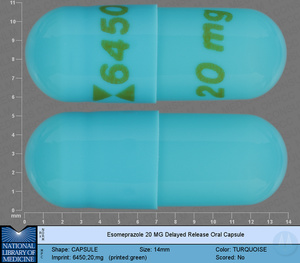 6450
20 mg
11
10
9
8
7
6
5
4
3
2
1
0
mm
0 1 2 3 4 5 6 7 8 9 10 11 12 13 14
Esomeprazole 20 MG Delayed Release Oral Capsule
NATIONAL
LIBRARY OF
MEDICINE
Shape: CAPSULE Size: 14mm Color: TURQUOISE
Imprint: 6450;20;mg (printed:green) Scored: No